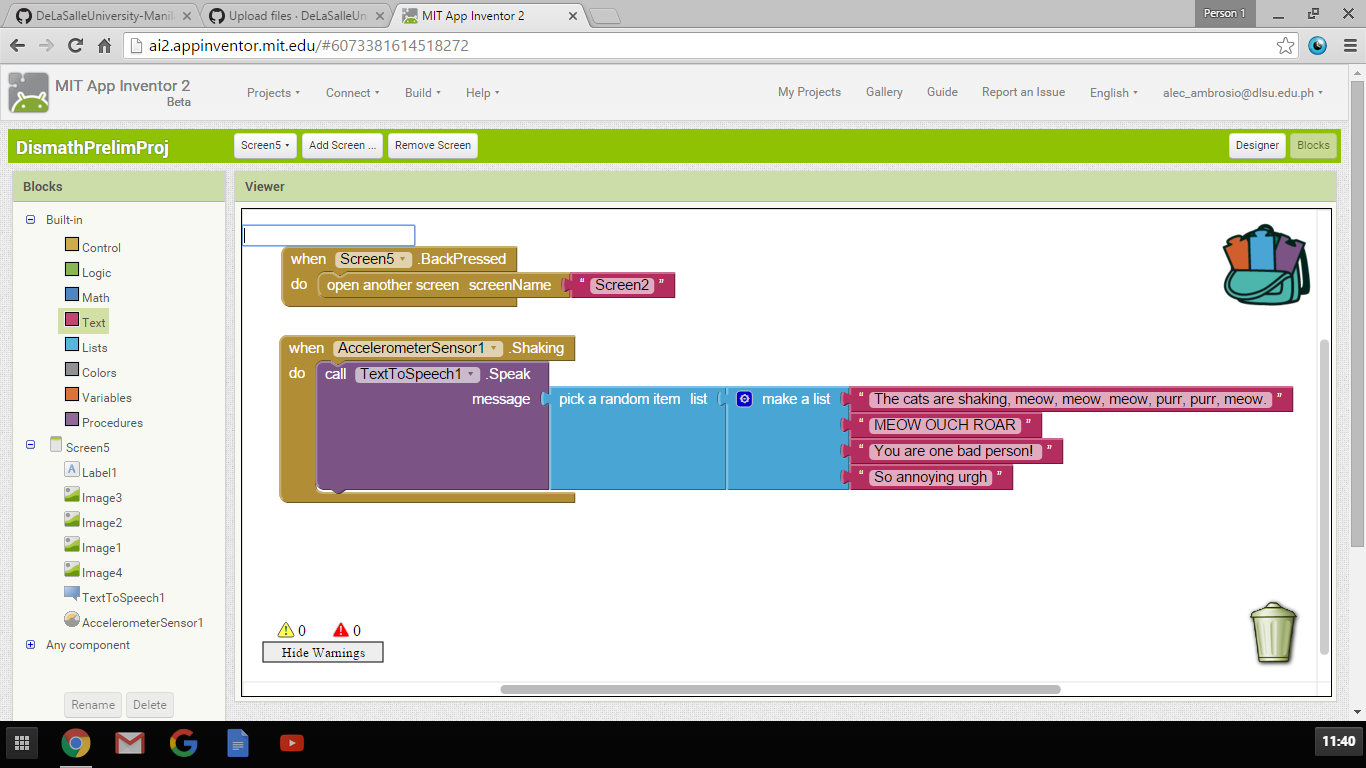 DeLaSalleUniversity-Manil
Upload files · DeLaSalleUn
MIT App Inventor 2
Person 1
ai2.appinventor.mit.edu/#6073381614518272
MIT App Inventor 2
Beta
Projects
Connect
Build
Help
My Projects
Gallery
Guide
Report an Issue
English
alec_ambrosio@dlsu.edu.ph
DismathPrelimProj
Screen5
Add Screen ...
Remove Screen
Designer
Blocks
Blocks
Viewer
Built-in
Control
Logic
Math
Text
Lists
Colors
Variables
Procedures
Screen5
Label1
Image3
Image2
Image1
Image4
TextToSpeech1
AccelerometerSensor1
Any component
Rename
Delete
when Screen5 .BackPressed
do open another screen screenName " Screen2 "
when AccelerometerSensor1 .Shaking
do call TextToSpeech1 .Speak
message pick a random item list make a list " The cats are shaking, meow, meow, meow, purr, purr, meow. "
" MEOW OUCH ROAR "
" You are one bad person! "
" So annoying urgh "
0 0
Hide Warnings
11:40